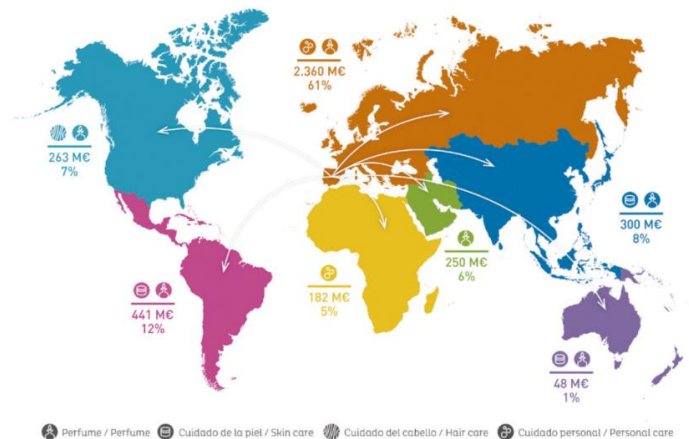 2.360 M€
61%
263 M€
7%
300 M€
8%
250 M€
6%
182 M€
5%
441 M€
12%
48 M€
1%
Perfume / Perfume Cuidado de la piel / Skin care Cuidado del cabello / Hair care Cuidado personal / Personal care